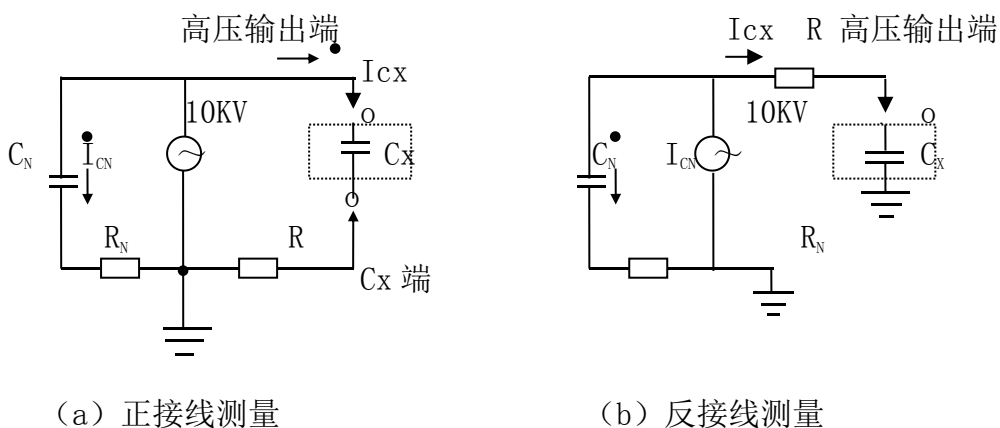 高压输出端
Icx
10KV
Cx
C_N
I_CN
R_N
R
Cx 端
（a）正接线测量
Icx R 高压输出端
10KV
C_N
I_CN
C_X
R_N
（b）反接线测量